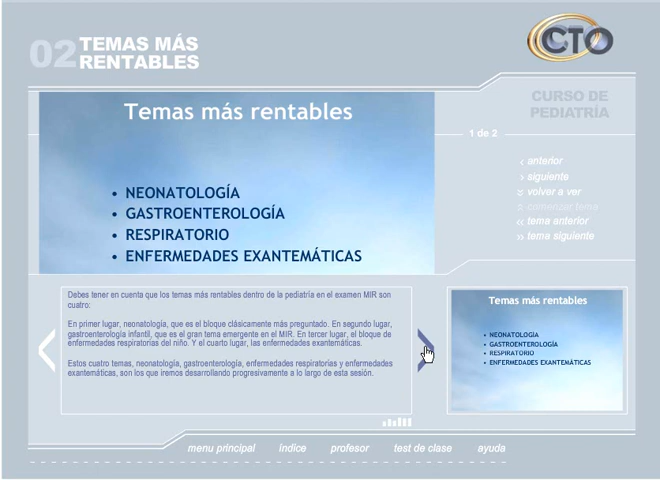 02 TEMAS MÁS
RENTABLES
CTO
Temas más rentables
• NEONATOLOGÍA
• GASTROENTEROLOGÍA
• RESPIRATORIO
• ENFERMEDADES EXANTEMÁTICAS
CURSO DE
PEDIATRÍA
1 de 2
‹ anterior
› siguiente
volver a ver
comenzar tema
« tema anterior
» tema siguiente
Debes tener en cuenta que los temas más rentables dentro de la pediatría en el examen MIR son
cuatro:
En primer lugar, neonatología, que es el bloque clásicamente más preguntado. En segundo lugar,
gastroenterología infantil, que es el gran tema emergente en el MIR. En tercer lugar, el bloque de
enfermedades respiratorias del niño. Y el cuarto lugar, las enfermedades exantemáticas.
Estos cuatro temas, neonatología, gastroenterología, enfermedades respiratorias y enfermedades
exantemáticas, son los que iremos desarrollando progresivamente a lo largo de esta sesión.
Temas más rentables
• NEONATOLOGÍA
• GASTROENTEROLOGÍA
• RESPIRATORIO
• ENFERMEDADES EXANTEMÁTICAS
menu principal índice profesor test de clase ayuda